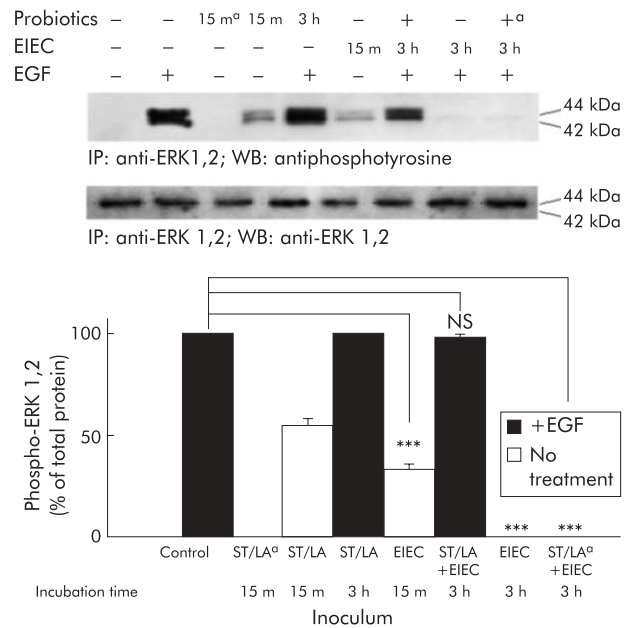 Probiotics – – 15 mᵃ 15 m 3 h – + – +ᵃ
EIEC – – – – – 15 m 3 h 3 h 3 h
EGF – + – – + – + + +
44 kDa
42 kDa
IP: anti-ERK1,2; WB: antiphosphotyrosine
44 kDa
42 kDa
IP: anti-ERK 1,2; WB: anti-ERK 1,2
Phospho-ERK 1,2
(% of total protein)
100
50
0
NS
***
*** ***
+EGF
No
treatment
Control ST/LAᵃ ST/LA ST/LA EIEC ST/LA EIEC ST/LAᵃ
+EIEC +EIEC
Incubation time 15 m 15 m 3 h 15 m 3 h 3 h 3 h
Inoculum